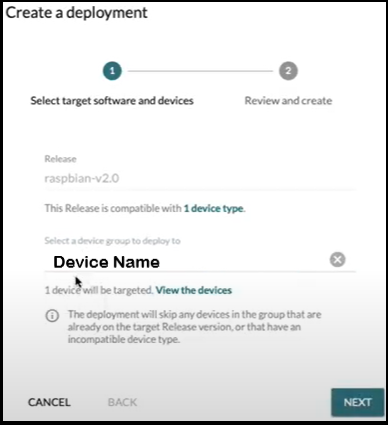 Create a deployment
1
2
Select target software and devices
Review and create
Release
raspbian-v2.0
This Release is compatible with 1 device type.
Select a device group to deploy to
Device Name
1 device will be targeted. View the devices
The deployment will skip any devices in the group that are
already on the target Release version, or that have an
incompatible device type.
CANCEL
BACK
NEXT